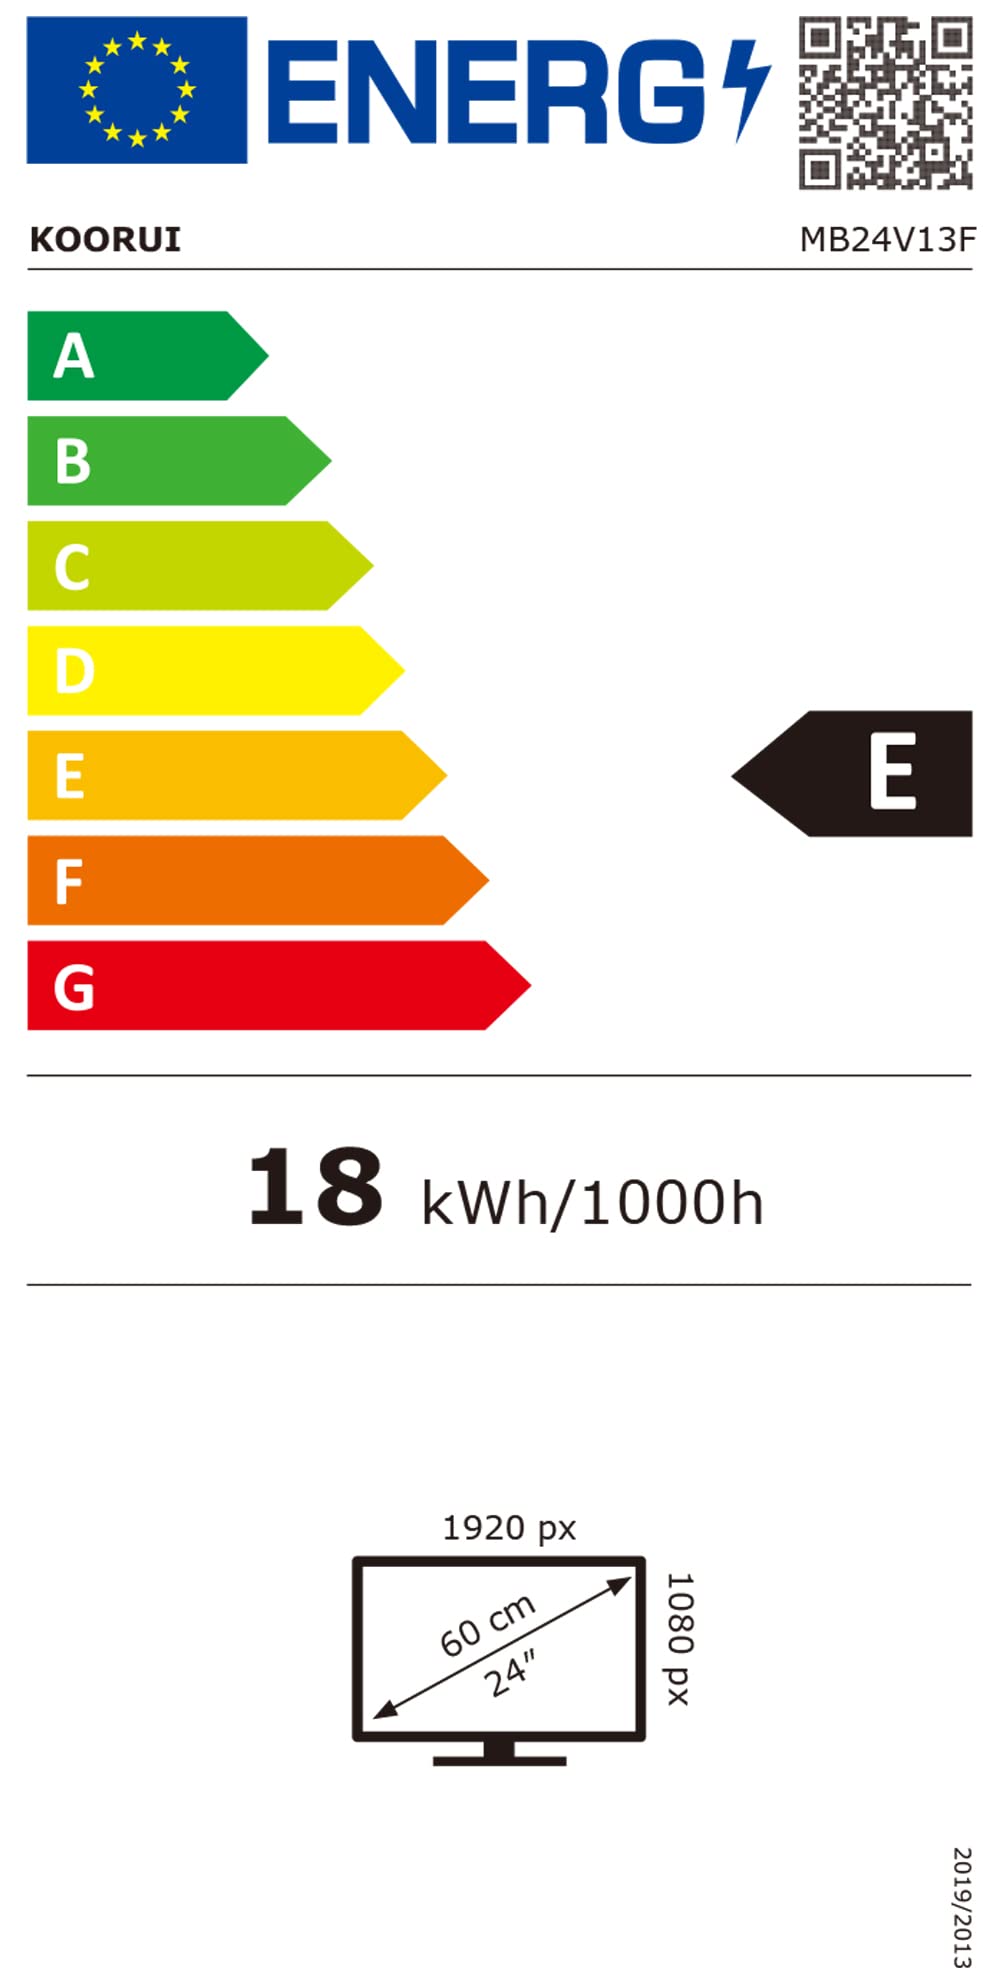 ENERG
KOORUI
MB24V13F
A
B
C
D
E
E
F
G
18 kWh/1000h
1920 px
1080 px
60 cm
24"
2019/2013